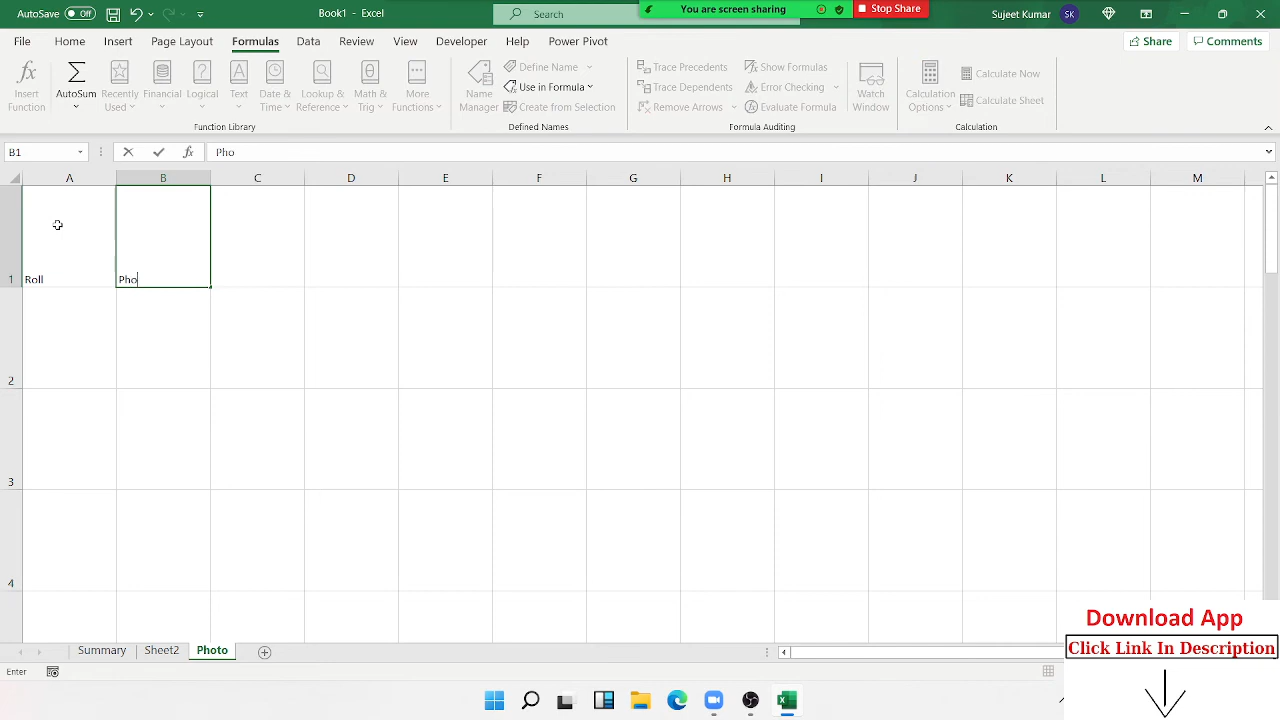 AutoSave Off Book1 - Excel Search You are screen sharing Stop Share Sujeet Kumar SK
File Home Insert Page Layout Formulas Data Review View Developer Help Power Pivot Share Comments
Insert Function
AutoSum
Recently Used
Financial
Logical
Text
Date & Time
Lookup & Reference
Math & Trig
More Functions
Function Library
Name Manager
Define Name
Use in Formula
Create from Selection
Defined Names
Trace Precedents
Trace Dependents
Remove Arrows
Show Formulas
Error Checking
Evaluate Formula
Formula Auditing
Watch Window
Calculation Options
Calculate Now
Calculate Sheet
Calculation
B1 fx Pho
A B C D E F G H I J K L M
1 Roll Pho
2
3
4
Download App
Click Link In Description
Summary Sheet2 Photo
Enter